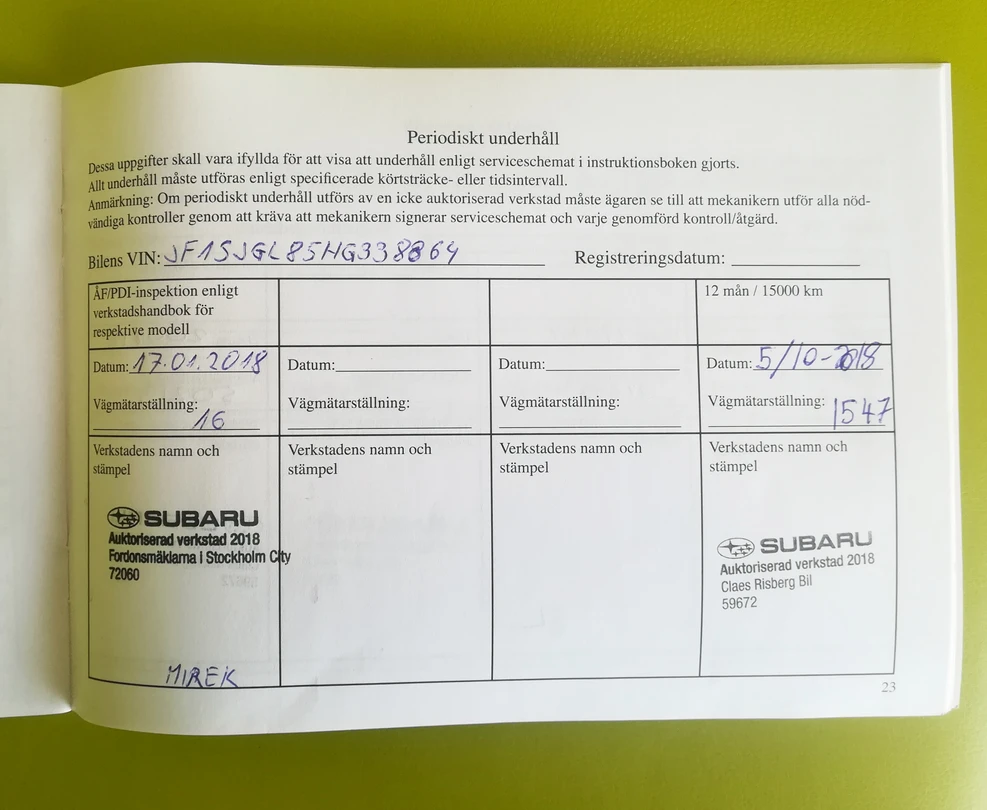 Periodiskt underhåll
Dessa uppgifter skall vara ifyllda för att visa att underhåll enligt serviceschemat i instruktionsboken gjorts.
Allt underhåll måste utföras enligt specificerade körtsträcke- eller tidsintervall.
Anmärkning: Om periodiskt underhåll utförs av en icke auktoriserad verkstad måste ägaren se till att mekanikern utför alla nöd-
vändiga kontroller genom att kräva att mekanikern signerar serviceschemat och varje genomförd kontroll/åtgärd.
Bilens VIN: JF1SJGL85HG338864 Registreringsdatum:
ÅF/PDI-inspektion enligt
verkstadshandbok för
respektive modell
12 mån / 15000 km
Datum: 17.01.2018 Datum: Datum: Datum: 5/10-2018
Vägmätarställning: Vägmätarställning: Vägmätarställning: Vägmätarställning:
16 1547
Verkstadens namn och Verkstadens namn och Verkstadens namn och Verkstadens namn och
stämpel stämpel stämpel stämpel
SUBARU
Auktoriserad verkstad 2018
Fordonsmäklarna i Stockholm City
72060
MIREK
SUBARU
Auktoriserad verkstad 2018
Claes Risberg Bil
59672
23